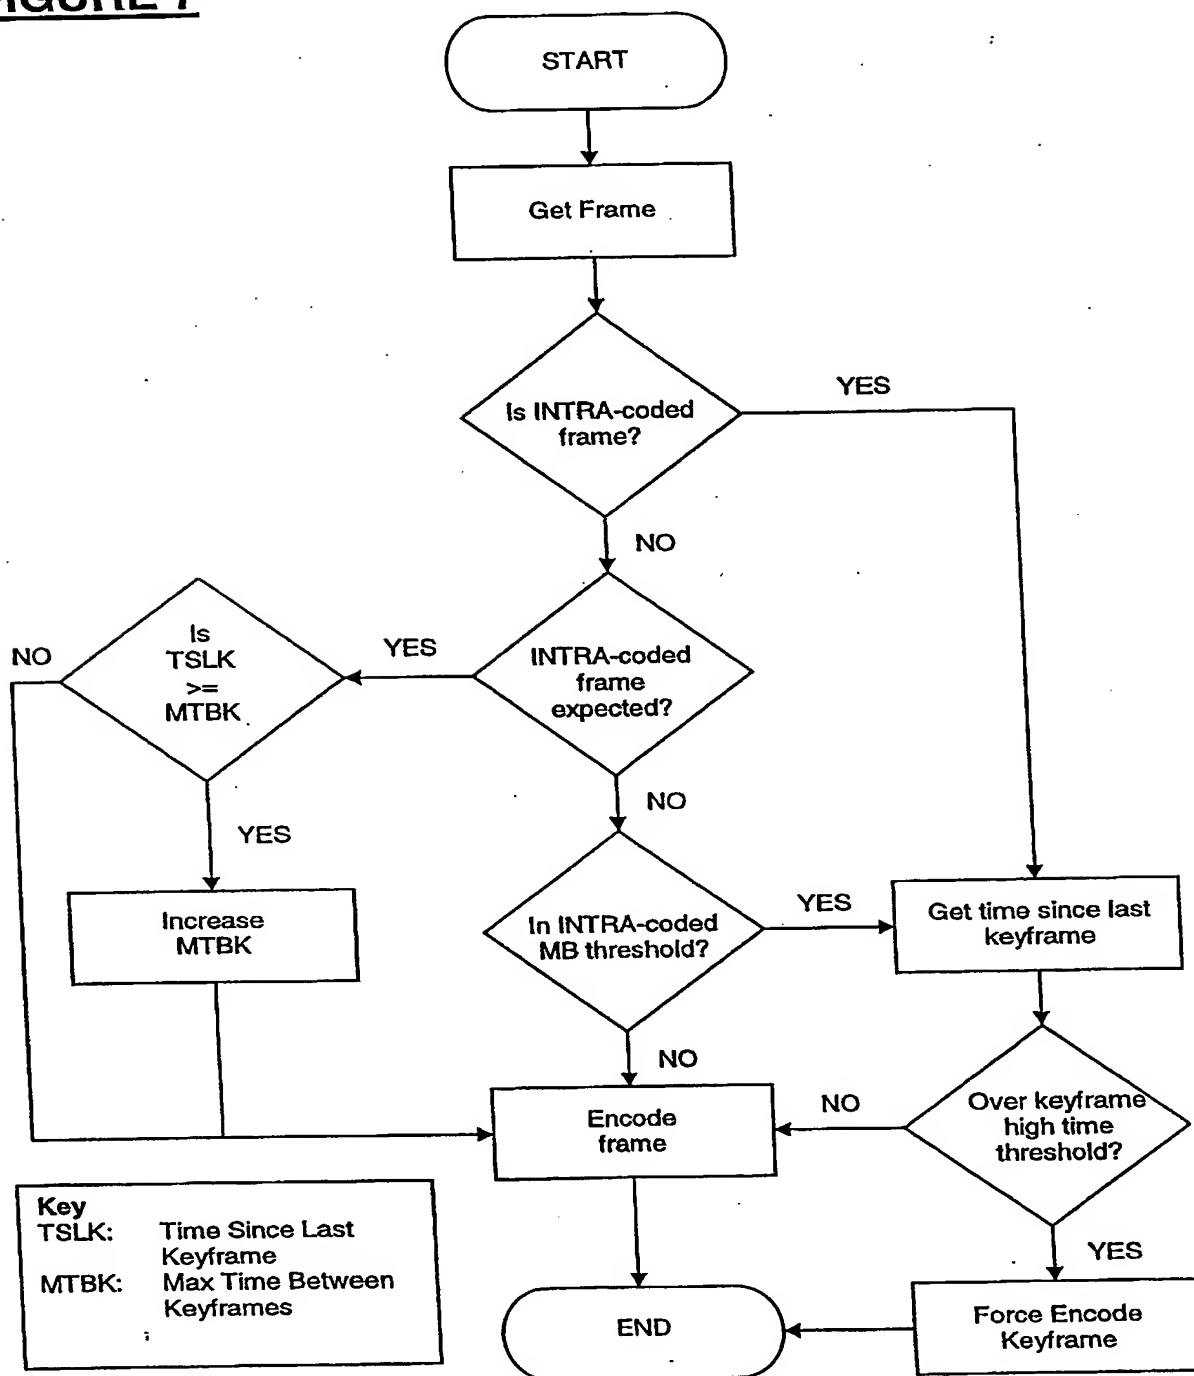 START
Get Frame
Is INTRA-coded
frame?
YES
NO
INTRA-coded
frame
expected?
YES
Is
TSLK
>=
MTBK
NO
YES
Increase
MTBK
NO
In INTRA-coded
MB threshold?
YES
Get time since last
keyframe
NO
Over keyframe
high time
threshold?
NO
Encode
frame
YES
Force Encode
Keyframe
END
Key
TSLK: Time Since Last
Keyframe
MTBK: Max Time Between
Keyframes